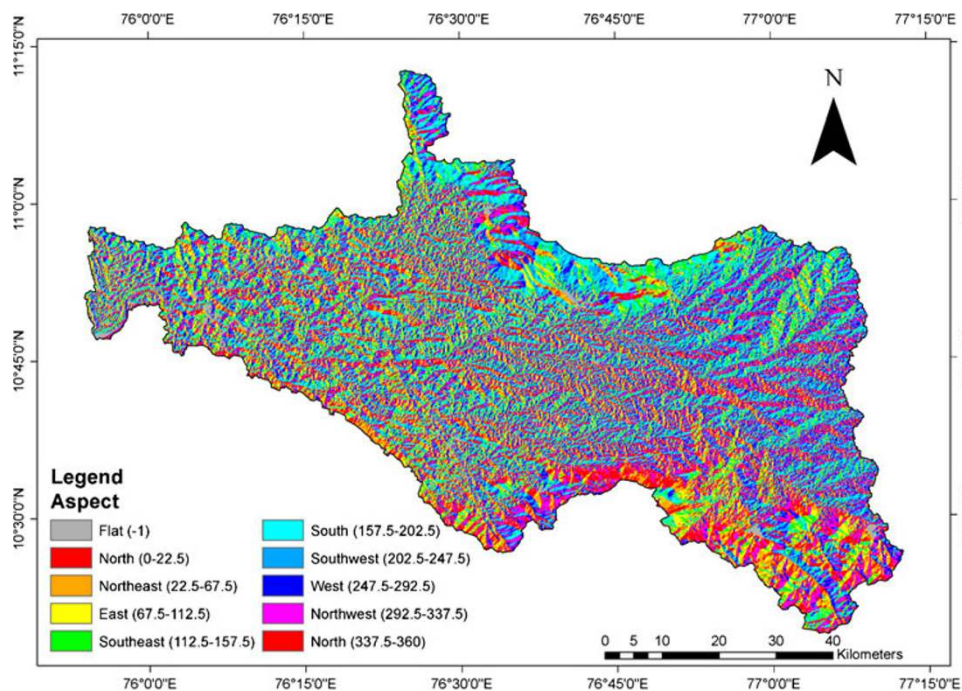 76°0'0"E 76°15'0"E 76°30'0"E 76°45'0"E 77°0'0"E 77°15'0"E
11°15'0"N
N
11°0'0"N
10°45'0"N
10°30'0"N
Legend
Aspect
Flat (-1)
North (0-22.5)
Northeast (22.5-67.5)
East (67.5-112.5)
Southeast (112.5-157.5)
South (157.5-202.5)
Southwest (202.5-247.5)
West (247.5-292.5)
Northwest (292.5-337.5)
North (337.5-360)
0 5 10 20 30 40
Kilometers
76°0'0"E 76°15'0"E 76°30'0"E 76°45'0"E 77°0'0"E 77°15'0"E